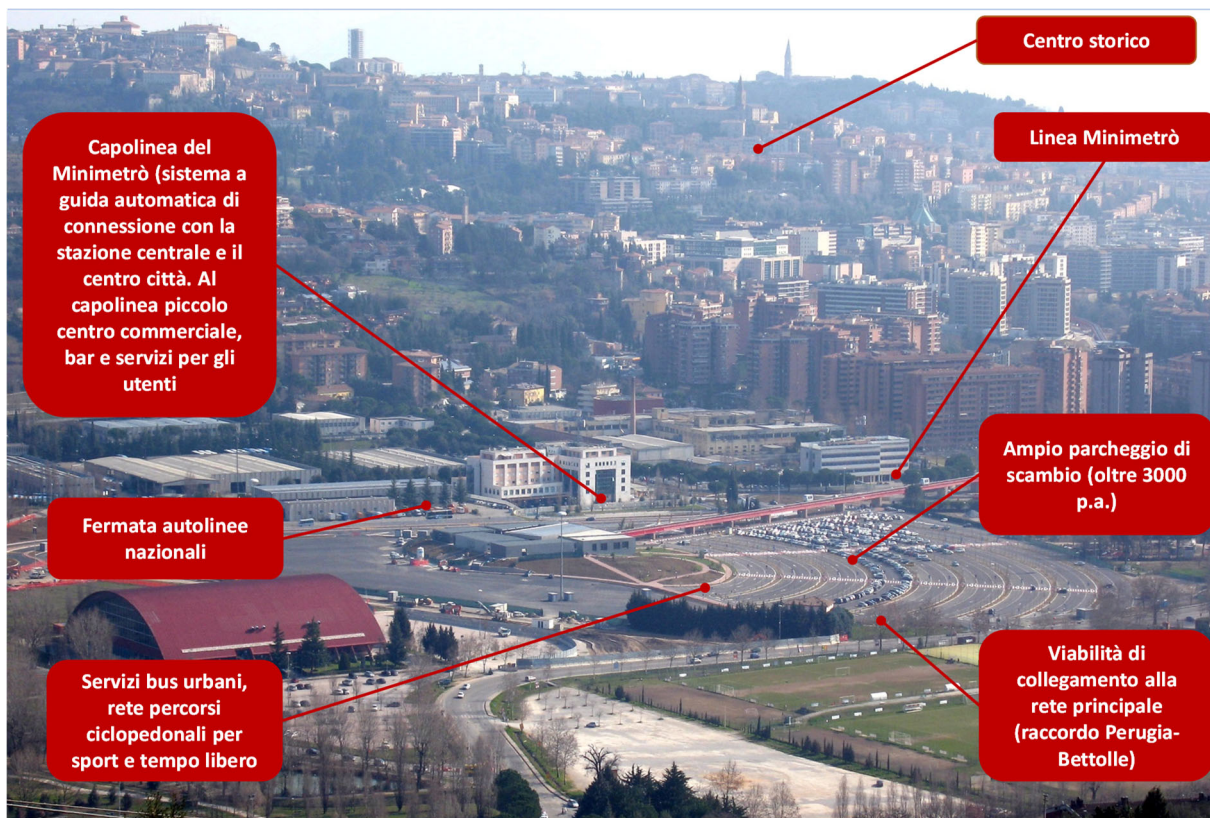 Centro storico
Capolinea del
Minimetrò (sistema a
guida automatica di
connessione con la
stazione centrale e il
centro città. Al
capolinea piccolo
centro commerciale,
bar e servizi per gli
utenti
Linea Minimetrò
Ampio parcheggio di
scambio (oltre 3000
p.a.)
Fermata autolinee
nazionali
Servizi bus urbani,
rete percorsi
ciclopedonali per
sport e tempo libero
Viabilità di
collegamento alla
rete principale
(raccordo Perugia-
Bettolle)